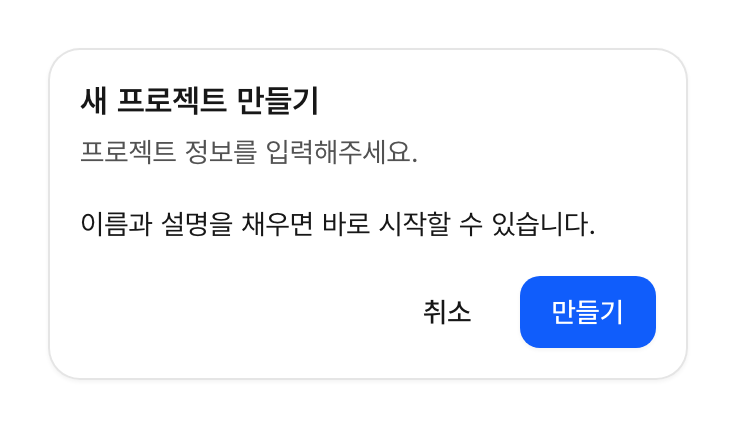 새 프로젝트 만들기
프로젝트 정보를 입력해주세요.
이름과 설명을 채우면 바로 시작할 수 있습니다.
취소
만들기